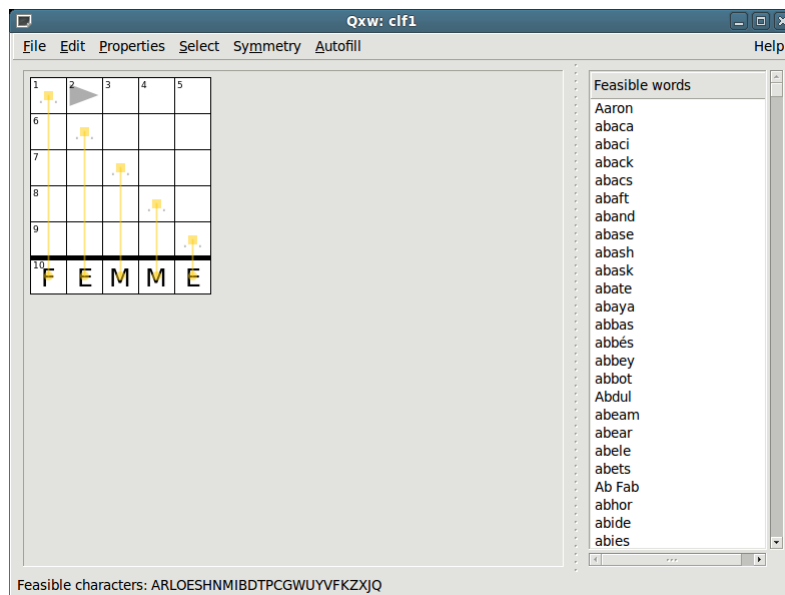 Qxw: clf1
File Edit Properties Select Symmetry Autofill Help
1 2 3 4 5
6
7
8
9
10
F E M M E
Feasible words
Aaron
abaca
abaci
aback
abacs
abaft
aband
abase
abash
abask
abate
abaya
abbas
abbés
abbey
abbot
Abdul
abeam
abear
abele
abets
Ab Fab
abhor
abide
abies
Feasible characters: ARLOESHNMIBDTPCGWUYVFKZXJQ